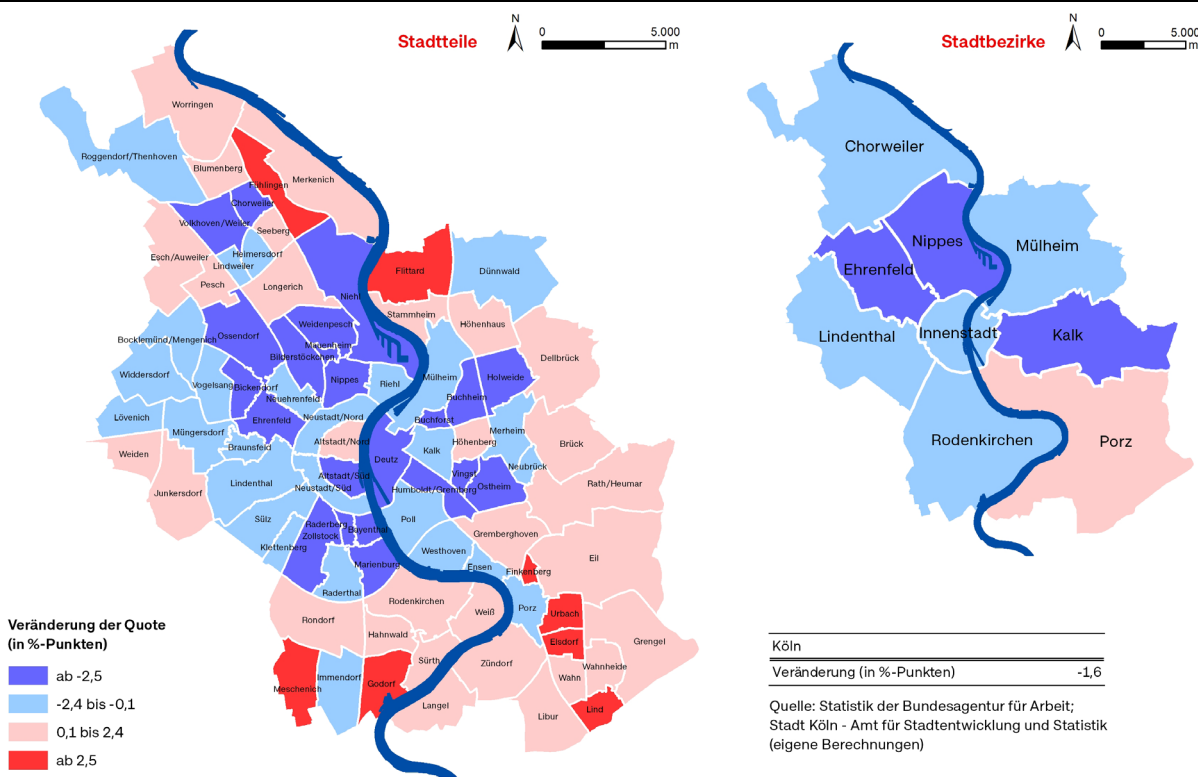 Stadtteile
N
0
5.000
m
Stadtbezirke
N
0
5.000
m
Worringen
Roggendorf/Thenhoven
Blumenberg
Fühlingen
Merkenich
Chorweiler
Volkhoven/Weiler
Seeberg
Esch/Auweiler
Heimersdorf
Lindweiler
Pesch
Longerich
Niehl
Flittard
Dünnwald
Stammheim
Höhenhaus
Weidenpesch
Ossendorf
Bocklemünd/Mengenich
Mauenheim
Bilderstöckchen
Dellbrück
Widdersdorf
Vogelsang
Bickendorf
Nippes
Riehl
Mülheim
Holweide
Neuehrenfeld
Buchheim
Lövenich
Ehrenfeld
Neustadt/Nord
Buchforst
Müngersdorf
Altstadt/Nord
Merheim
Höhenberg
Brück
Braunsfeld
Kalk
Weiden
Deutz
Neubrück
Vingst
Altstadt/Süd
Lindenthal
Rath/Heumar
Junkersdorf
Neustadt/Süd
Humboldt/Gremberg
Ostheim
Sülz
Poll
Raderberg
Bayenthal
Zollstock
Gremberghoven
Klettenberg
Westhoven
Eil
Marienburg
Ensen
Finkenberg
Raderthal
Rodenkirchen
Weiß
Porz
Urbach
Rondorf
Hahnwald
Elsdorf
Grengel
Sürth
Zündorf
Wahnheide
Immendorf
Wahn
Meschenich
Godorf
Langel
Lind
Libur
Chorweiler
Nippes
Mülheim
Ehrenfeld
Lindenthal
Innenstadt
Kalk
Rodenkirchen
Porz
Veränderung der Quote
(in %-Punkten)
ab -2,5
-2,4 bis -0,1
0,1 bis 2,4
ab 2,5
Köln
Veränderung (in %-Punkten) -1,6
Quelle: Statistik der Bundesagentur für Arbeit;
Stadt Köln - Amt für Stadtentwicklung und Statistik
(eigene Berechnungen)